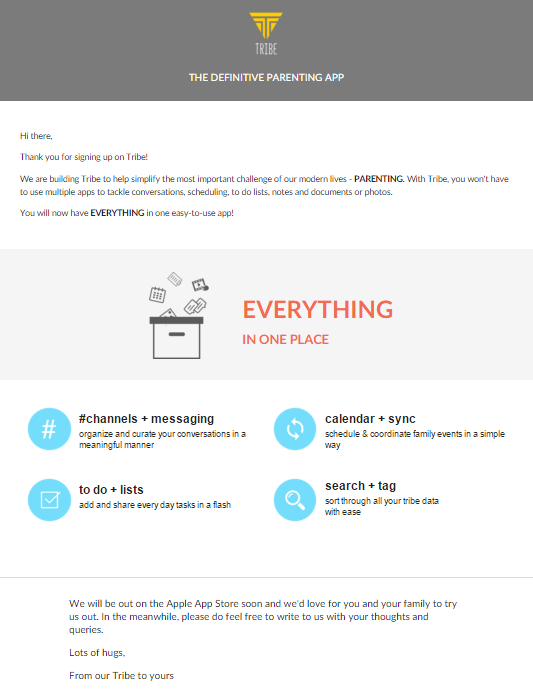 TRIBE
THE DEFINITIVE PARENTING APP
Hi there,
Thank you for signing up on Tribe!
We are building Tribe to help simplify the most important challenge of our modern lives - PARENTING. With Tribe, you won't have
to use multiple apps to tackle conversations, scheduling, to do lists, notes and documents or photos.
You will now have EVERYTHING in one easy-to-use app!
EVERYTHING
IN ONE PLACE
#
#channels + messaging
organize and curate your conversations in a
meaningful manner
calendar + sync
schedule & coordinate family events in a simple
way
to do + lists
add and share every day tasks in a flash
search + tag
sort through all your tribe data
with ease
We will be out on the Apple App Store soon and we'd love for you and your family to try
us out. In the meanwhile, please do feel free to write to us with your thoughts and
queries.
Lots of hugs,
From our Tribe to yours